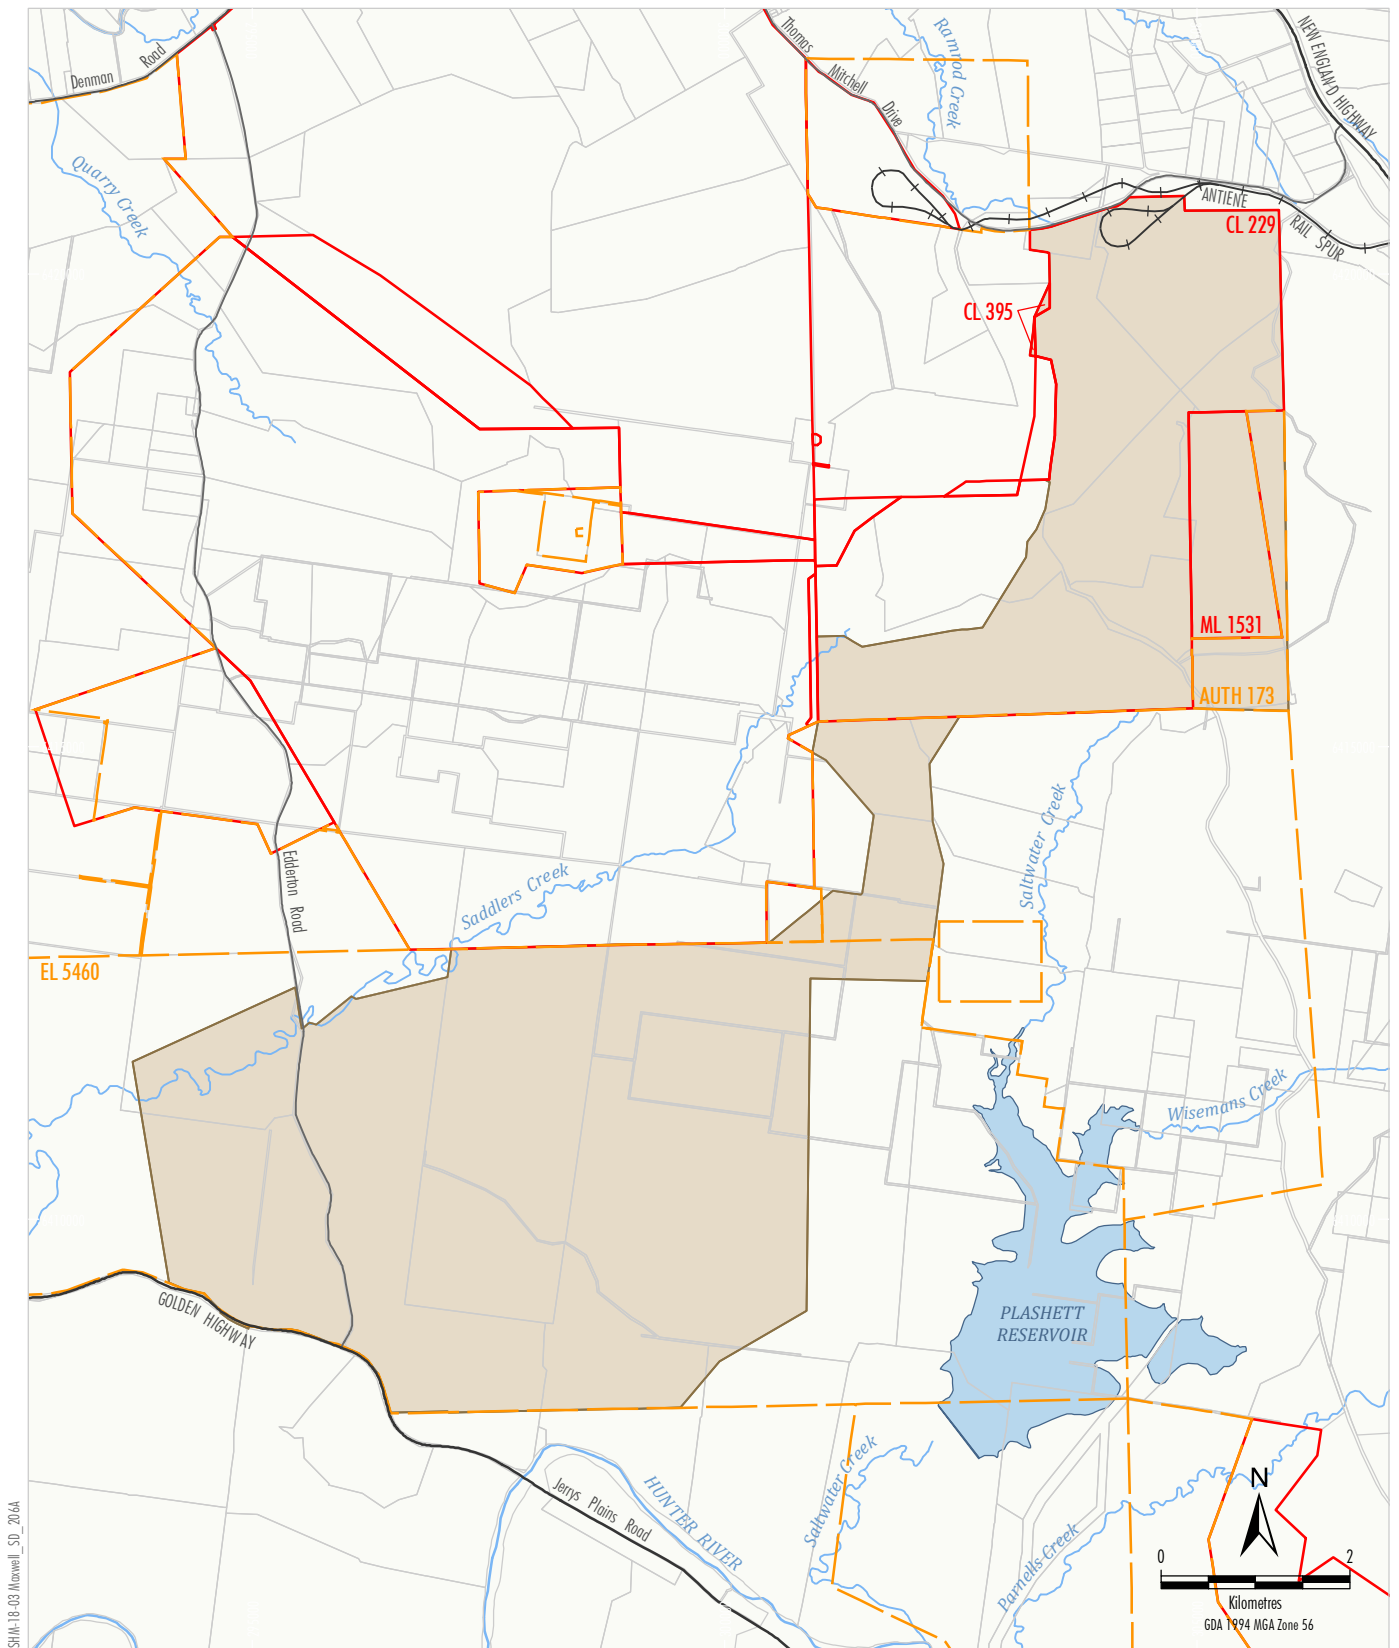 Denman Road
Thomas Mitchell Drive
Ramrod Creek
NEW ENGLAND HIGHWAY
Quarry Creek
ANTIENE
RAIL SPUR
CL 229
CL 395
ML 1531
AUTH 173
Edderton Road
Saddlers Creek
Saltwater Creek
EL 5460
Wisemans Creek
GOLDEN HIGHWAY
PLASHETT
RESERVOIR
Saltwater Creek
Jerrys Plains Road
HUNTER RIVER
Parnells Creek
N
0 2
Kilometres
GDA 1994 MGA Zone 56
SHM-18-03 Maxwell_SD_206A